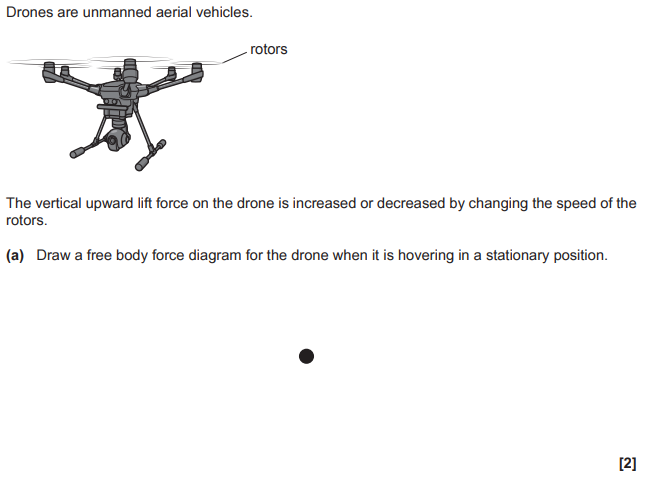 Drones are unmanned aerial vehicles.
rotors
The vertical upward lift force on the drone is increased or decreased by changing the speed of the
rotors.
(a) Draw a free body force diagram for the drone when it is hovering in a stationary position.
[2]